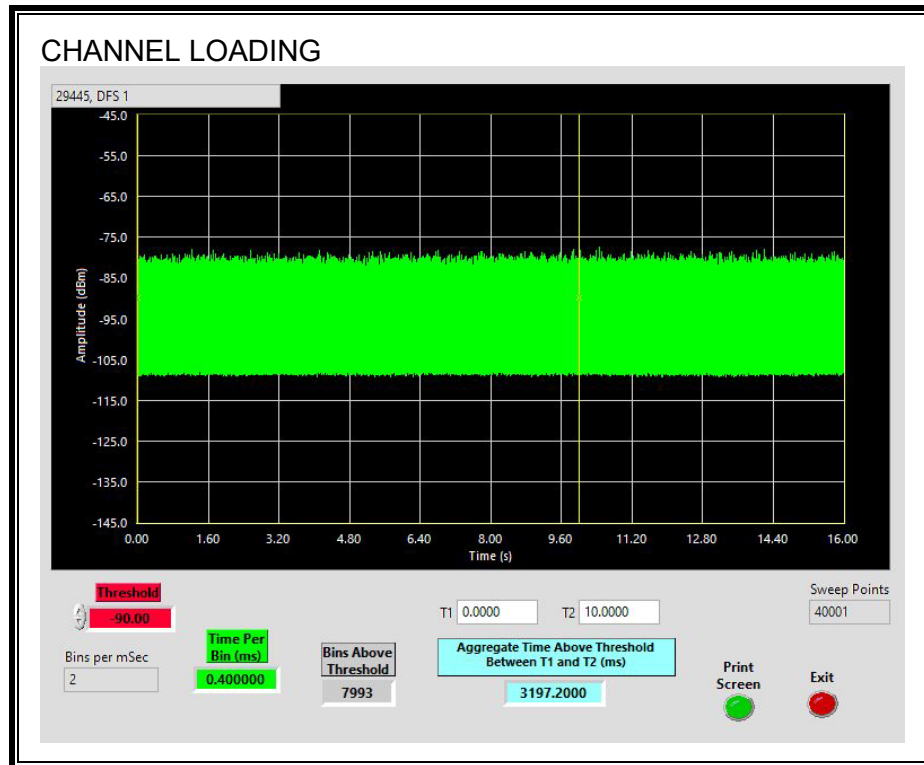 CHANNEL LOADING
29445, DFS 1
-45.0
-55.0
-65.0
-75.0
-85.0
-95.0
-105.0
-115.0
-125.0
-135.0
-145.0
Amplitude (dBm)
0.00 1.60 3.20 4.80 6.40 8.00 9.60 11.20 12.80 14.40 16.00
Time (s)
Threshold
-90.00
Bins per mSec
2
Time Per
Bin (ms)
0.400000
Bins Above
Threshold
7993
T1 0.0000 T2 10.0000
Aggregate Time Above Threshold
Between T1 and T2 (ms)
3197.2000
Sweep Points
40001
Print
Screen
Exit